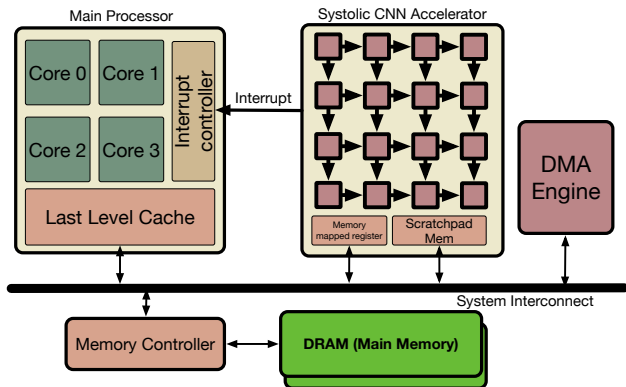 Main Processor
Systolic CNN Accelerator
Core 0
Core 1
Core 2
Core 3
Interrupt
controller
Interrupt
Last Level Cache
Memory
mapped register
Scratchpad
Mem
DMA
Engine
System Interconnect
Memory Controller
DRAM (Main Memory)